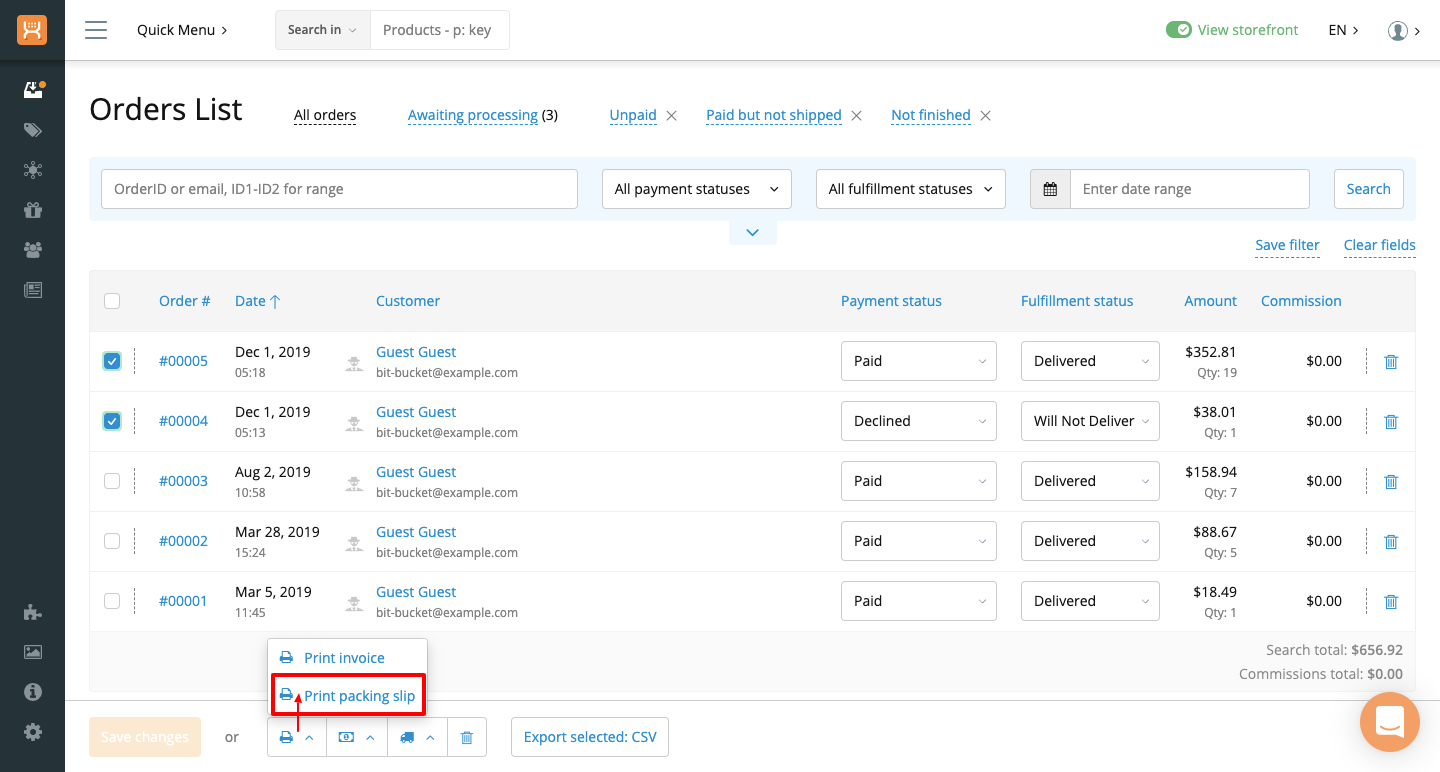 Quick Menu
Search in
Products - p: key
View storefront
EN
Orders List
All orders
Awaiting processing (3)
Unpaid
Paid but not shipped
Not finished
OrderID or email, ID1-ID2 for range
All payment statuses
All fulfillment statuses
Enter date range
Search
Save filter
Clear fields
Order #
Date
Customer
Payment status
Fulfillment status
Amount
Commission
#00005
Dec 1, 2019
05:18
Guest Guest
bit-bucket@example.com
Paid
Delivered
$352.81
Qty: 19
$0.00
#00004
Dec 1, 2019
05:13
Guest Guest
bit-bucket@example.com
Declined
Will Not Deliver
$38.01
Qty: 1
$0.00
#00003
Aug 2, 2019
10:58
Guest Guest
bit-bucket@example.com
Paid
Delivered
$158.94
Qty: 7
$0.00
#00002
Mar 28, 2019
15:24
Guest Guest
bit-bucket@example.com
Paid
Delivered
$88.67
Qty: 5
$0.00
#00001
Mar 5, 2019
11:45
Guest Guest
bit-bucket@example.com
Paid
Delivered
$18.49
Qty: 1
$0.00
Search total: $656.92
Commissions total: $0.00
Print invoice
Print packing slip
Save changes
or
Export selected: CSV